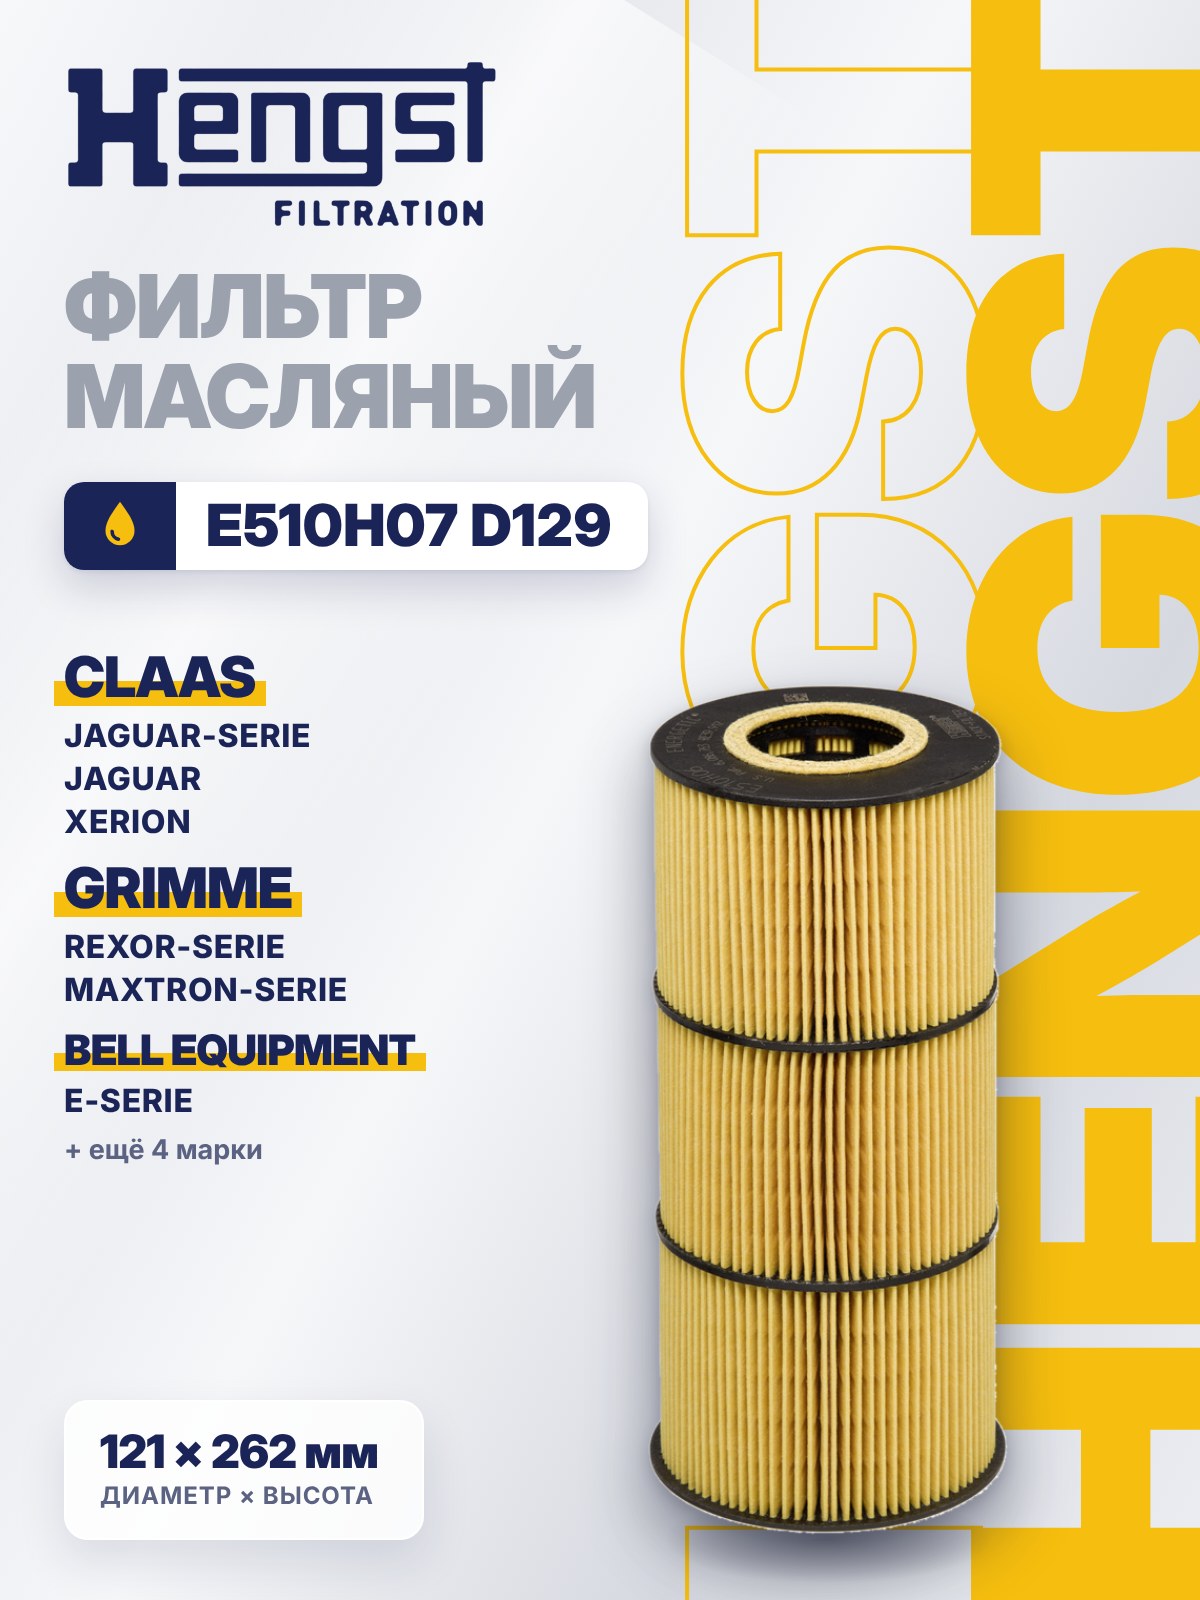 Hengst
FILTRATION
ФИЛЬТР
МАСЛЯНЫЙ
E510H07 D129
CLAAS
JAGUAR-SERIE
JAGUAR
XERION
GRIMME
REXOR-SERIE
MAXTRON-SERIE
BELL EQUIPMENT
E-SERIE
+ ещё 4 марки
121 × 262 мм
ДИАМЕТР × ВЫСОТА
HENGST